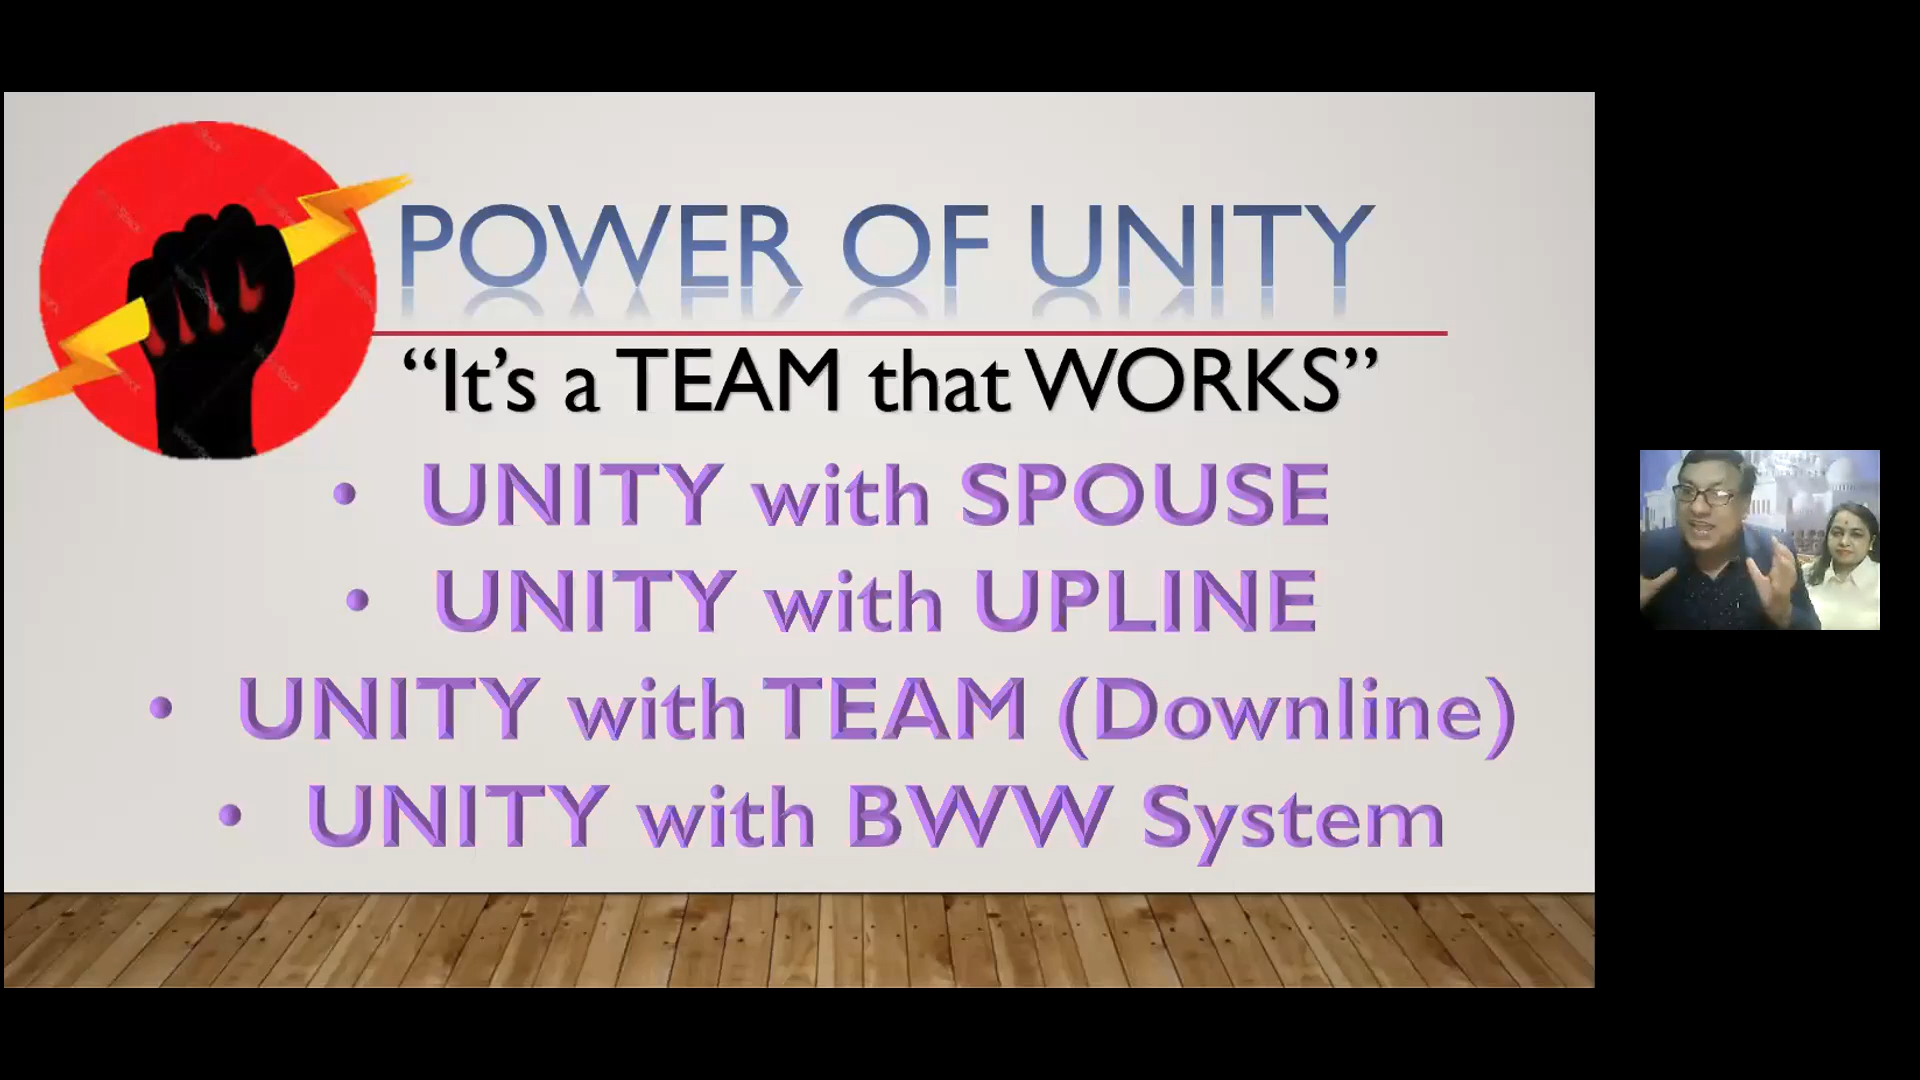 POWER OF UNITY
“It’s a TEAM that WORKS”
• UNITY with SPOUSE
• UNITY with UPLINE
• UNITY with TEAM (Downline)
• UNITY with BWW System